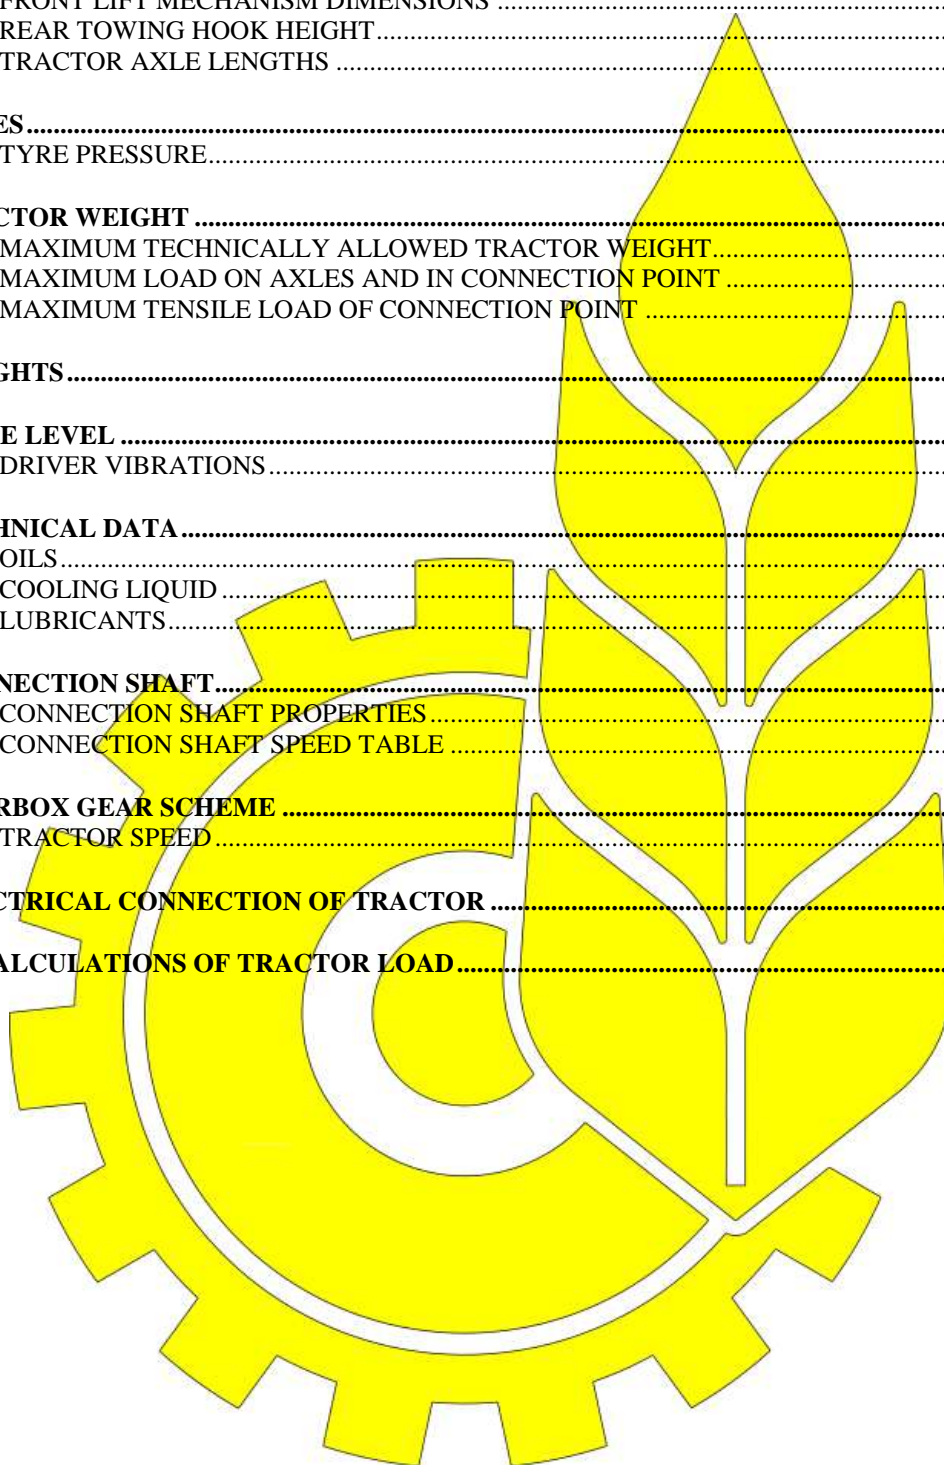 FRONT LIFT MECHANISM DIMENSIONS ................................................................
REAR TOWING HOOK HEIGHT ................................................................
TRACTOR AXLE LENGTHS ................................................................
ES ................................................................
TYRE PRESSURE ................................................................
CTOR WEIGHT ................................................................
MAXIMUM TECHNICALLY ALLOWED TRACTOR WEIGHT ................................
MAXIMUM LOAD ON AXLES AND IN CONNECTION POINT ................................
MAXIMUM TENSILE LOAD OF CONNECTION POINT ................................
GHTS ................................................................
E LEVEL ................................................................
DRIVER VIBRATIONS ................................................................
HNICAL DATA ................................................................
OILS ................................................................
COOLING LIQUID ................................................................
LUBRICANTS ................................................................
NECTION SHAFT ................................................................
CONNECTION SHAFT PROPERTIES ................................................................
CONNECTION SHAFT SPEED TABLE ................................................................
RBOX GEAR SCHEME ................................................................
TRACTOR SPEED ................................................................
CTRICAL CONNECTION OF TRACTOR ................................................................
ALCULATIONS OF TRACTOR LOAD ................................................................